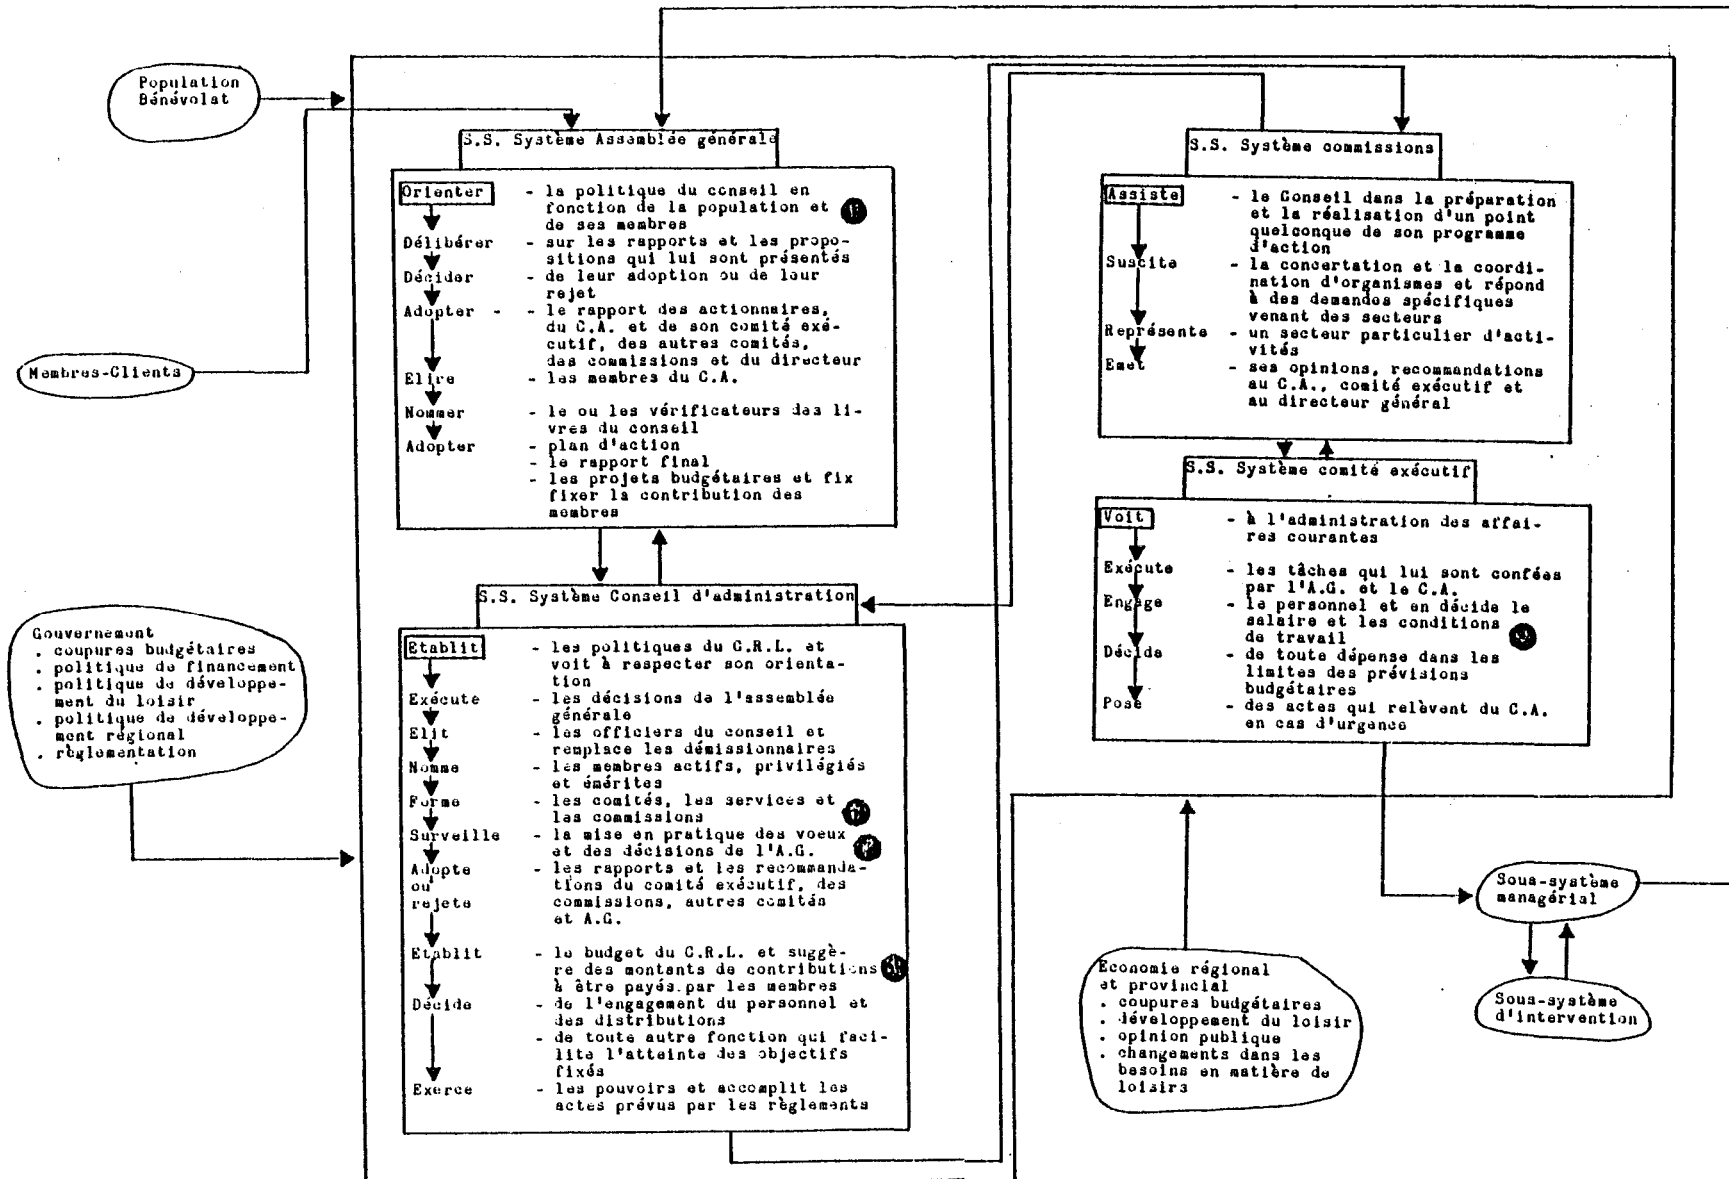 Population
Bénévolat
Membres-Clients
Gouvernement
. coupures budgétaires
. politique de financement
. politique de développe-
ment du loisir
. politique de développe-
ment régional
. règlementation
S.S. Système Assemblée générale
Orienter - la politique du conseil en
fonction de la population et
de ses membres
Délibérer - sur les rapports et les propo-
sitions qui lui sont présentés
Décider - de leur adoption ou de leur
rejet
Adopter - - le rapport des actionnaires,
du C.A. et de son comité exé-
cutif, des autres comités,
des commissions et du directeur
Elire - les membres du C.A.
Nommer - le ou les vérificateurs des li-
vres du conseil
Adopter - plan d'action
- le rapport final
- les projets budgétaires et fix
fixer la contribution des
membres
S.S. Système Conseil d'administration
Etablit - les politiques du C.R.L. et
voit à respecter son orienta-
tion
Exécute - les décisions de l'assemblée
générale
Elit - les officiers du conseil et
remplace les démissionnaires
Nomme - les membres actifs, privilégiés
et émérites
Forme - les comités, les services et
les commissions
Surveille - la mise en pratique des voeux
et des décisions de l'A.G.
Adopte - les rapports et les recommanda-
ou tions du comité exécutif, des
rejete commissions, autres comités
et A.G.
Etablit - le budget du C.R.L. et suggè-
re des montants de contributions
à être payés par les membres
Décide - de l'engagement du personnel et
des distributions
- de toute autre fonction qui faci-
lite l'atteinte des objectifs
fixés
Exerce - les pouvoirs et accomplit les
actes prévus par les règlements
S.S. Système commissions
Assiste - le Conseil dans la préparation
et la réalisation d'un point
quelconque de son programme
d'action
Suscite - la concertation et la coordi-
nation d'organismes et répond
à des demandes spécifiques
venant des secteurs
Représente - un secteur particulier d'acti-
vités
Emet - ses opinions, recommandations
au C.A., comité exécutif et
au directeur général
S.S. Système comité exécutif
Voit - à l'administration des affai-
res courantes
Exécute - les tâches qui lui sont confées
par l'A.G. et le C.A.
Engage - le personnel et en décide le
salaire et les conditions
de travail
Décide - de toute dépense dans les
limites des prévisions
budgétaires
Pose - des actes qui relèvent du C.A.
en cas d'urgence
Economie régional
et provincial
. coupures budgétaires
. développement du loisir
. opinion publique
. changements dans les
besoins en matière de
loisirs
Sous-système
managérial
Sous-système
d'intervention